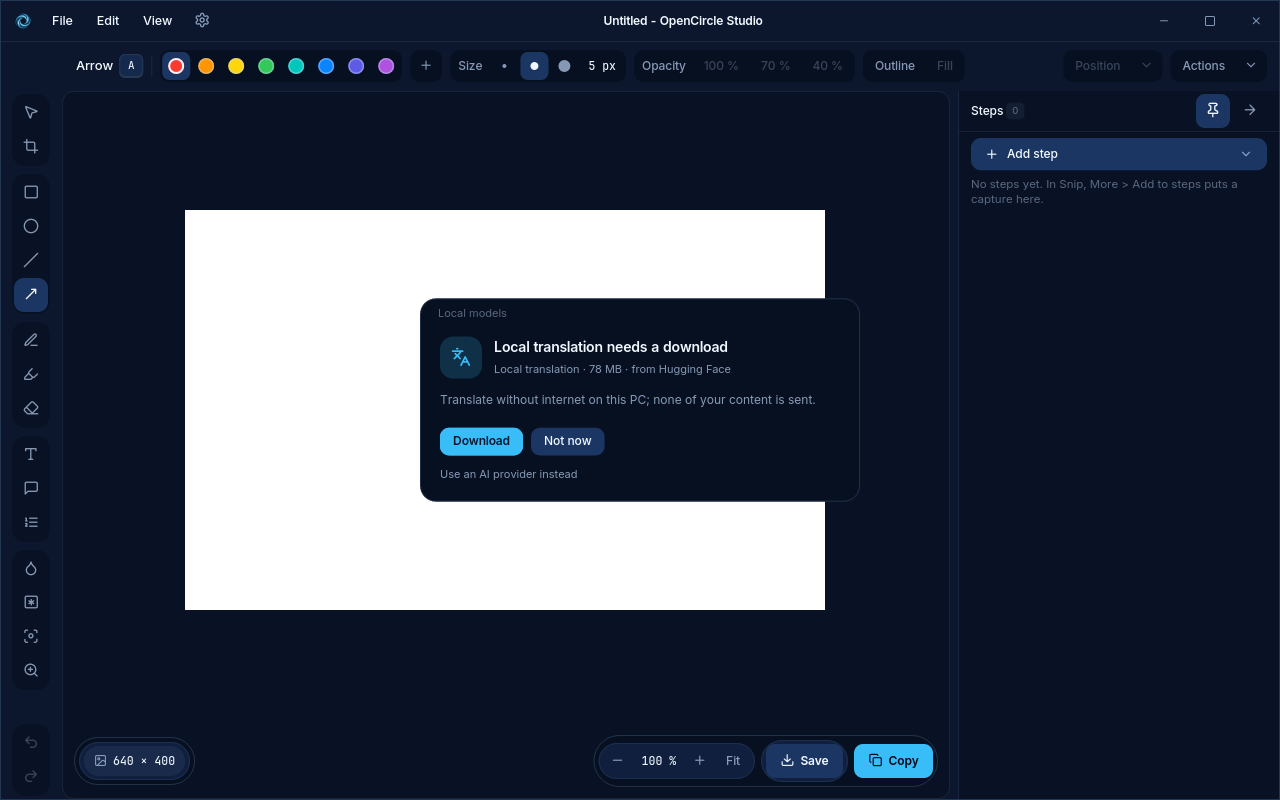 File Edit View
Untitled - OpenCircle Studio
Arrow A
Size 5 px
Opacity 100 % 70 % 40 %
Outline Fill
Position
Actions
Steps 0
Add step
No steps yet. In Snip, More > Add to steps puts a
capture here.
Local models
Local translation needs a download
Local translation · 78 MB · from Hugging Face
Translate without internet on this PC; none of your content is sent.
Download Not now
Use an AI provider instead
640 × 400
100 % Fit
Save
Copy